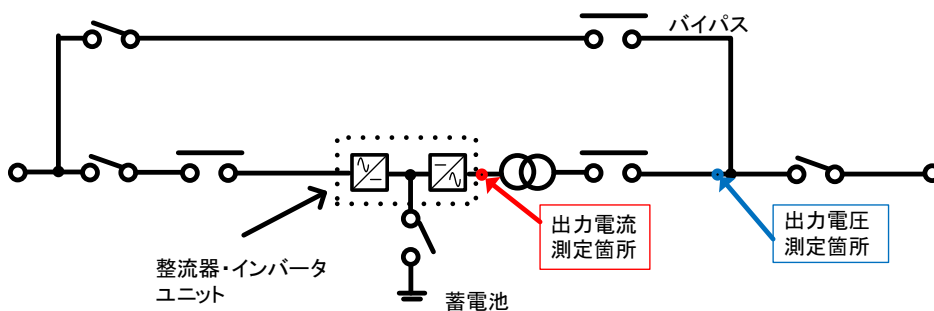 バイパス
出力電流
測定箇所
出力電圧
測定箇所
整流器・インバータ
ユニット
蓄電池